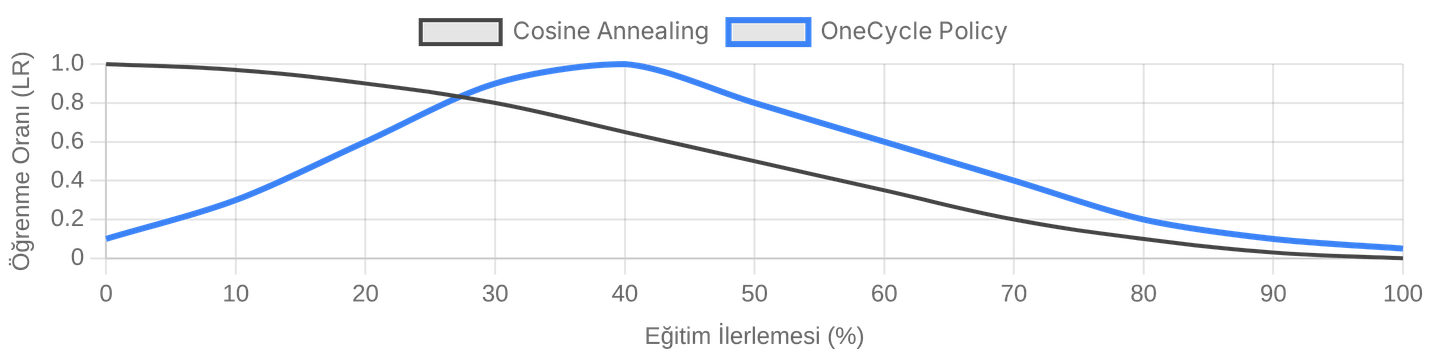 Cosine Annealing OneCycle Policy
Öğrenme Oranı (LR)
1.0
0.8
0.6
0.4
0.2
0
0 10 20 30 40 50 60 70 80 90 100
Eğitim İlerlemesi (%)